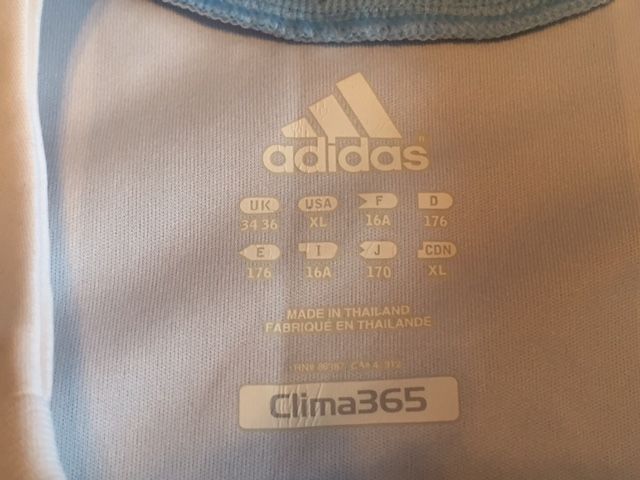 adidas
UK USA F D
34 36 XL 16A 176
E I J CDN
176 16A 170 XL
MADE IN THAILAND
FABRIQUÉ EN THAILANDE
Clima365